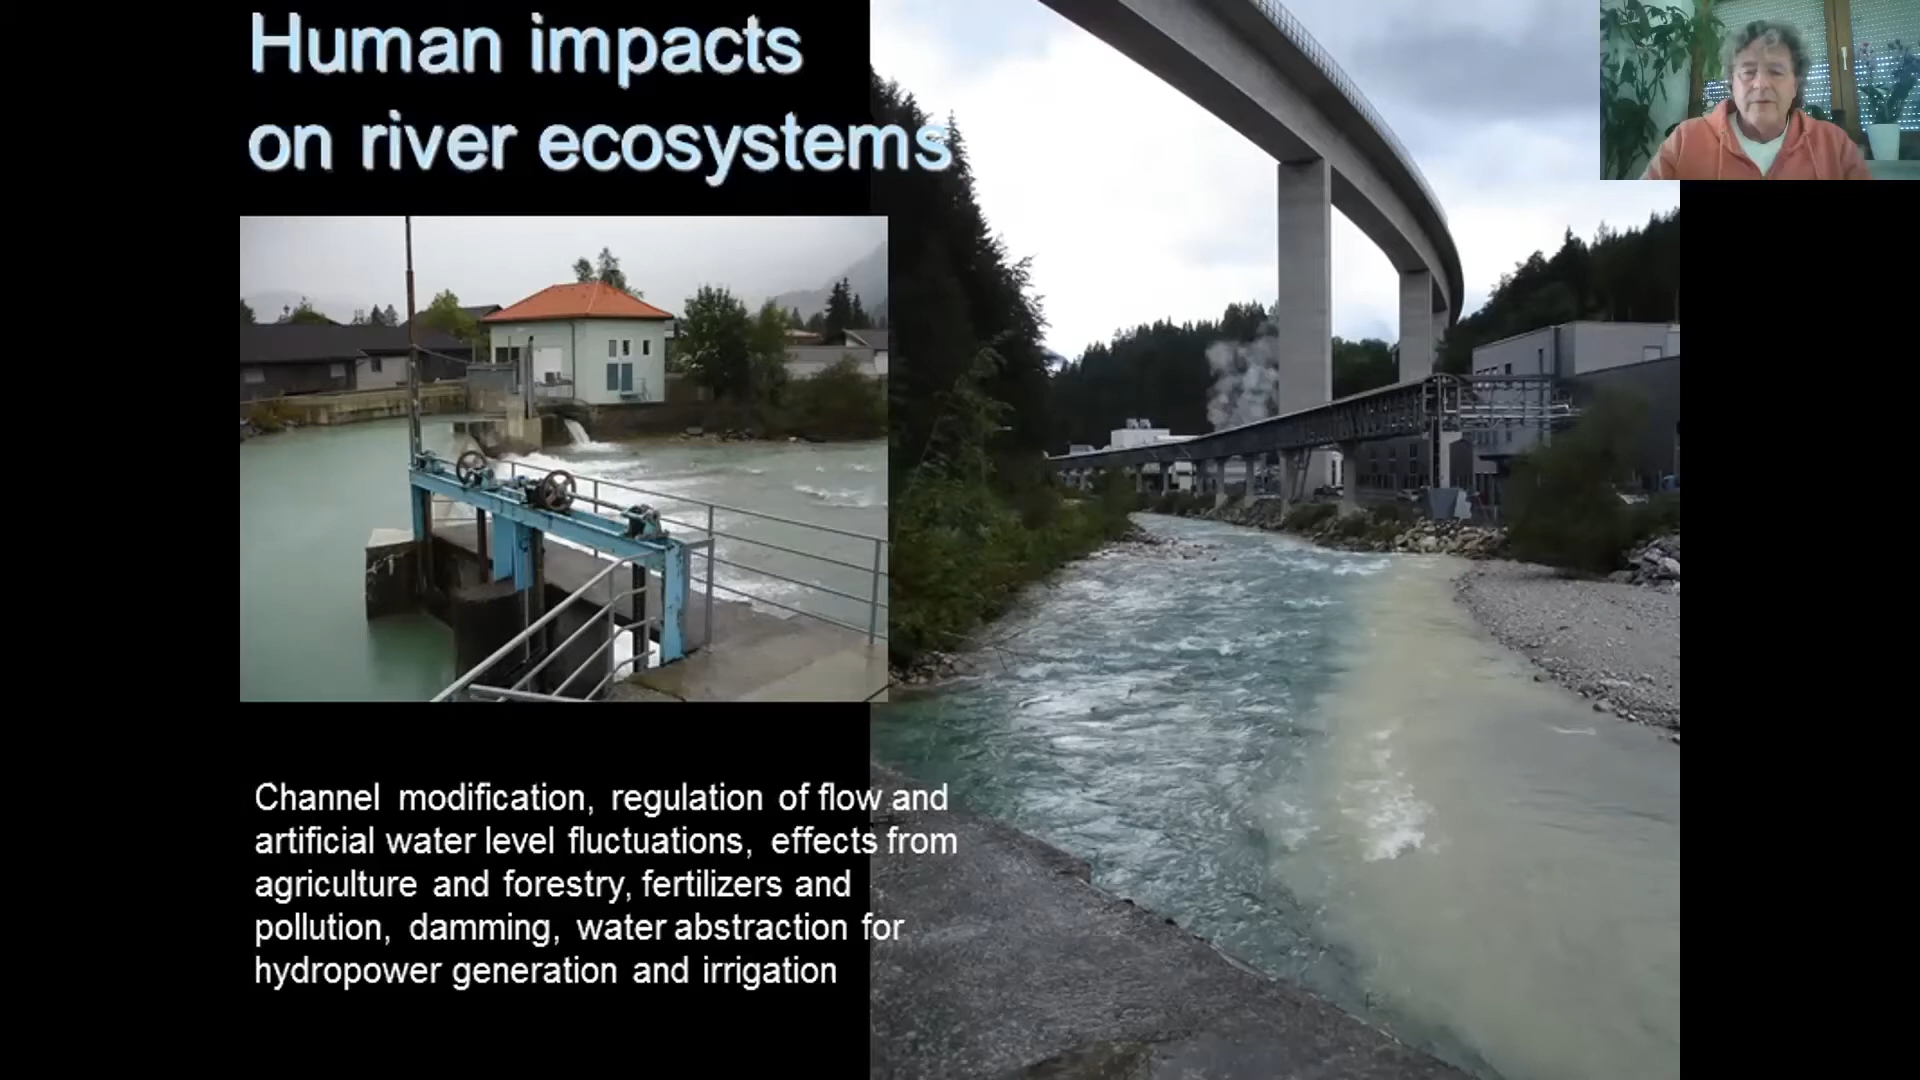 Human impacts
on river ecosystems
Channel modification, regulation of flow and
artificial water level fluctuations, effects from
agriculture and forestry, fertilizers and
pollution, damming, water abstraction for
hydropower generation and irrigation